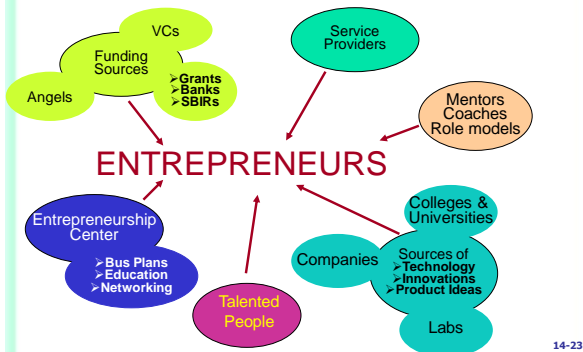 VCs
Funding
Sources
➢Grants
➢Banks
➢SBIRs
Angels
Service
Providers
Mentors
Coaches
Role models
ENTREPRENEURS
Entrepreneurship
Center
➢Bus Plans
➢Education
➢Networking
Talented
People
Colleges &
Universities
Companies
Sources of
➢Technology
➢Innovations
➢Product Ideas
Labs
14-23